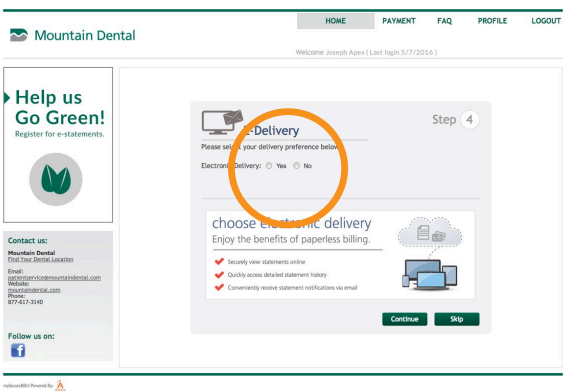 HOME PAYMENT FAQ PROFILE LOGOUT
Mountain Dental
Welcome Joseph Apex ( Last login 5/7/2016 )
Help us
Go Green!
Register for e-statements.
Contact us:
Mountain Dental
Find Your Dental Location
Email:
patientservice@mountaindental.com
Website:
mountaindental.com
Phone:
877-617-3140
Follow us on:
E-Delivery
Step 4
Please select your delivery preference below.
Electronic Delivery: Yes No
choose electronic delivery
Enjoy the benefits of paperless billing.
Securely view statements online
Quickly access detailed statement history
Conveniently receive statement notifications via email
Continue Skip
Powered By: